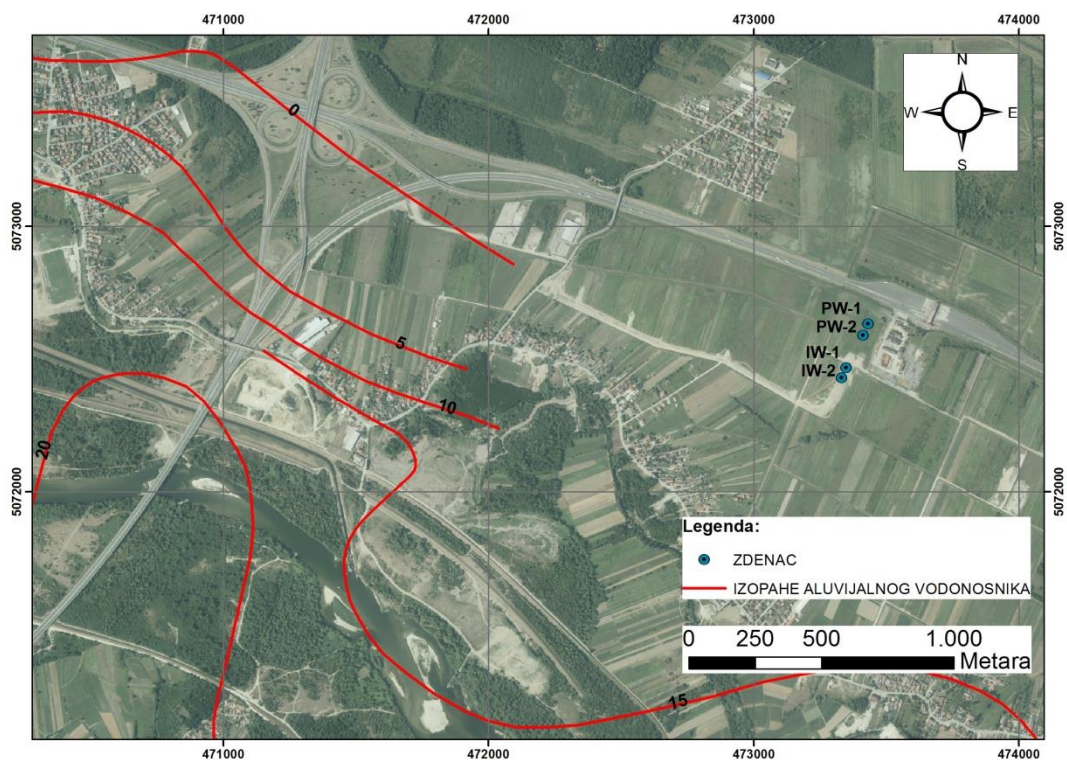 471000 472000 473000 474000
N
W E
S
0
5073000 5073000
PW-1
PW-2
5
IW-1
IW-2
10
20
5072000 5072000
Legenda:
ZDENAC
IZOPAHE ALUVIJALNOG VODONOSNIKA
0 250 500 1.000
Metara
15
471000 472000 473000 474000